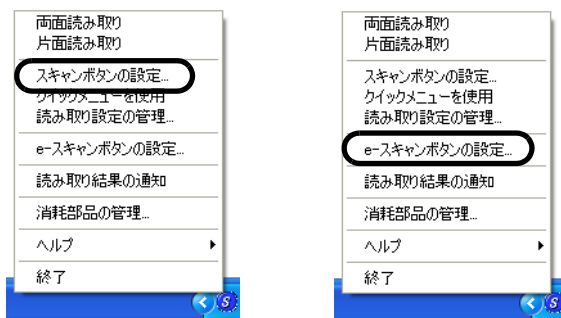 両面読み取り
片面読み取り
スキャンボタンの設定...
クイックメニューを使用
読み取り設定の管理...
e-スキャンボタンの設定...
読み取り結果の通知
消耗部品の管理...
ヘルプ
終了
S
両面読み取り
片面読み取り
スキャンボタンの設定...
クイックメニューを使用
読み取り設定の管理...
e-スキャンボタンの設定...
読み取り結果の通知
消耗部品の管理...
ヘルプ
終了
S